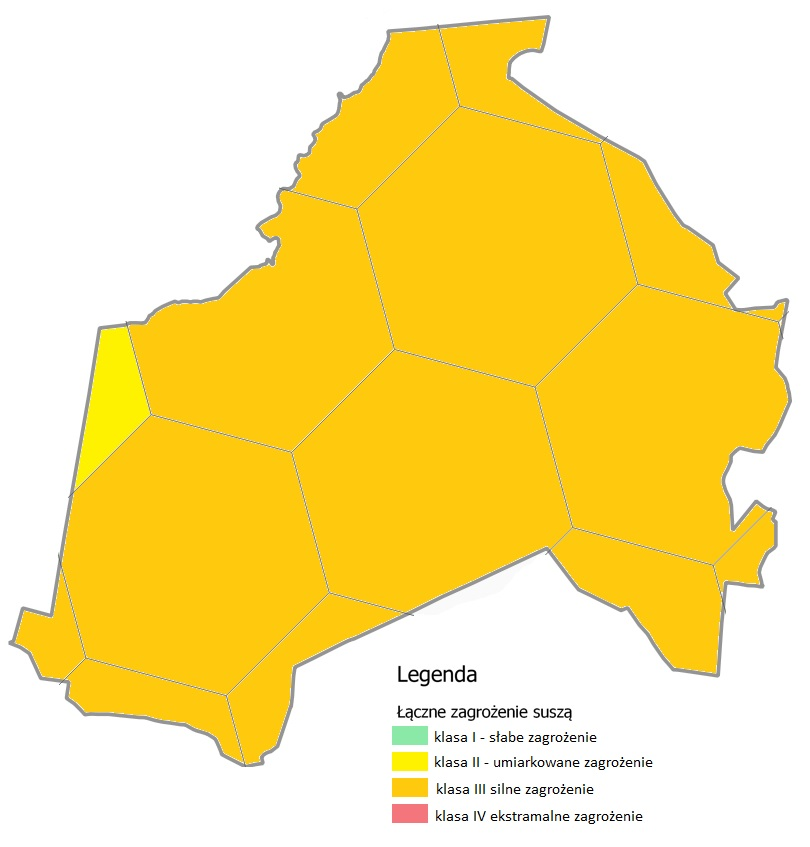 Legenda
Łączne zagrożenie suszą
klasa I - słabe zagrożenie
klasa II - umiarkowane zagrożenie
klasa III silne zagrożenie
klasa IV ekstramalne zagrożenie